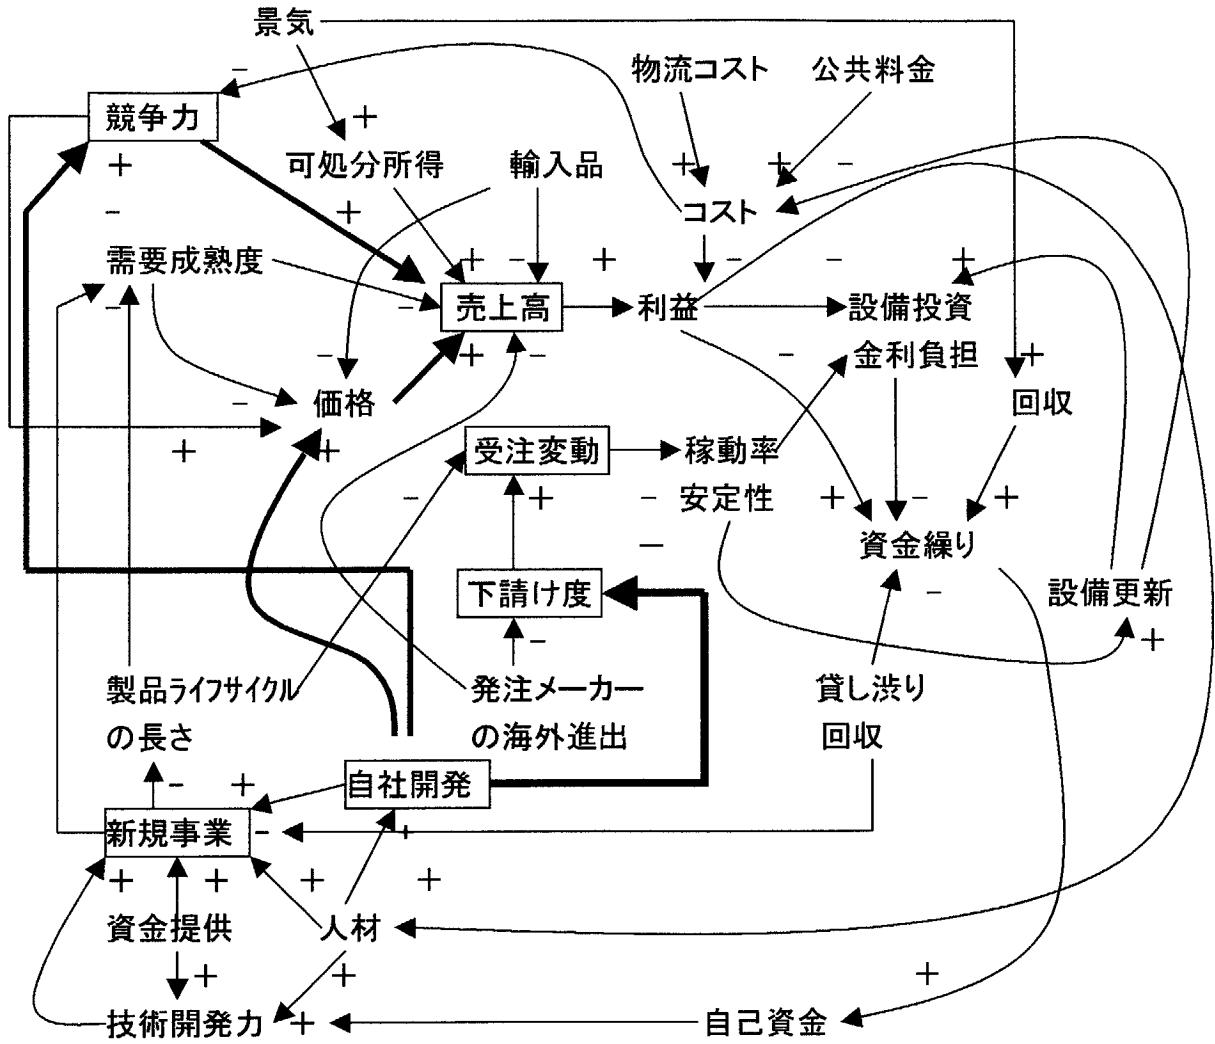 景気
物流コスト
公共料金
−
競争力
+
+
可処分所得
輸入品
+
+
−
−
+
コスト
需要成熟度
+
−
+
−
−
+
−
−
売上高
利益
設備投資
−
+
−
−
金利負担
+
−
価格
回収
+
+
受注変動
稼動率
−
+
−
安定性
+
−
+
−
資金繰り
下請け度
−
設備更新
−
+
製品ライフサイクル
の長さ
発注メーカー
の海外進出
貸し渋り
回収
−
+
自社開発
新規事業
−
+
+
+
+
+
資金提供
人材
+
+
+
技術開発力
+
自己資金